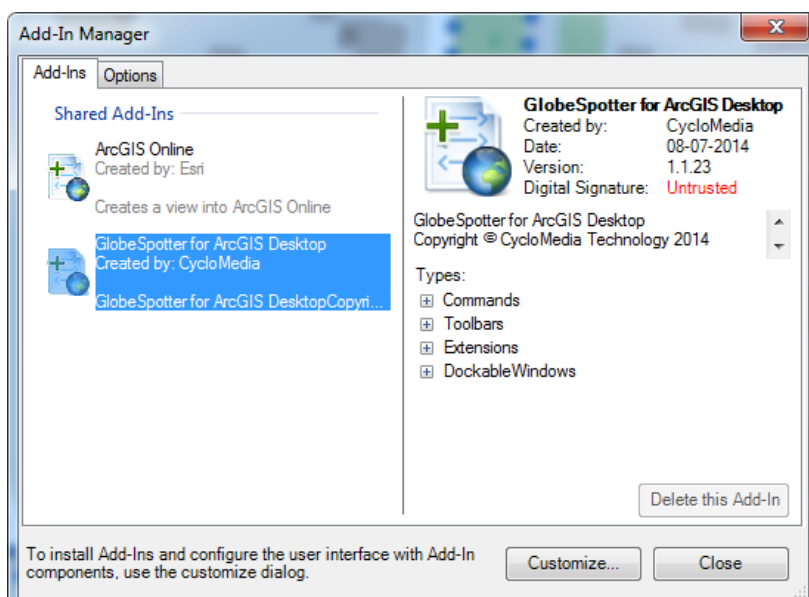 Add-In Manager
Add-Ins
Options
Shared Add-Ins
ArcGIS Online
Created by: Esri
Creates a view into ArcGIS Online
GlobeSpotter for ArcGIS Desktop
Created by: CycloMedia
GlobeSpotter for ArcGIS DesktopCopyri...
GlobeSpotter for ArcGIS Desktop
Created by: CycloMedia
Date: 08-07-2014
Version: 1.1.23
Digital Signature: Untrusted
GlobeSpotter for ArcGIS Desktop
Copyright © CycloMedia Technology 2014
Types:
Commands
Toolbars
Extensions
DockableWindows
Delete this Add-In
To install Add-Ins and configure the user interface with Add-In
components, use the customize dialog.
Customize...
Close